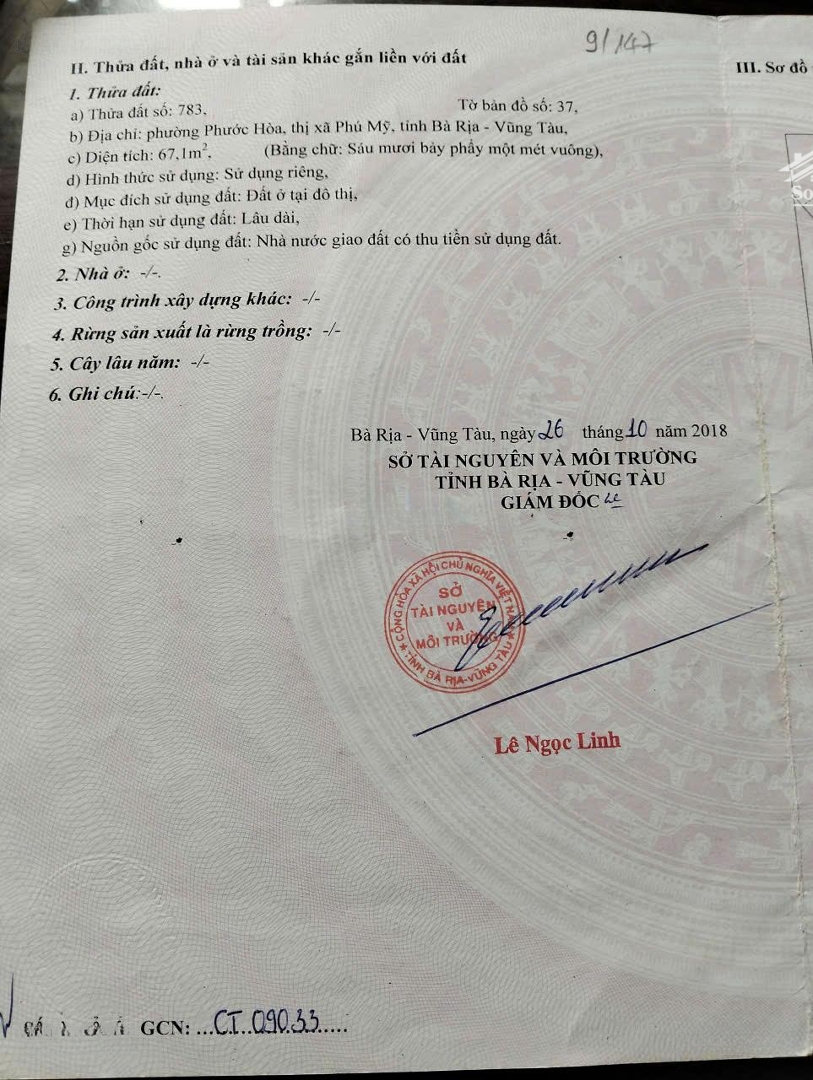 9/147
II. Thửa đất, nhà ở và tài sản khác gắn liền với đất
III. Sơ đồ
1. Thửa đất:
a) Thửa đất số: 783, Tờ bản đồ số: 37,
b) Địa chỉ: phường Phước Hòa, thị xã Phú Mỹ, tỉnh Bà Rịa - Vũng Tàu,
c) Diện tích: 67,1m², (Bằng chữ: Sáu mươi bảy phẩy một mét vuông),
d) Hình thức sử dụng: Sử dụng riêng,
đ) Mục đích sử dụng đất: Đất ở tại đô thị,
e) Thời hạn sử dụng đất: Lâu dài,
g) Nguồn gốc sử dụng đất: Nhà nước giao đất có thu tiền sử dụng đất.
2. Nhà ở: -/-.
3. Công trình xây dựng khác: -/-
4. Rừng sản xuất là rừng trồng: -/-
5. Cây lâu năm: -/-
6. Ghi chú:-/-.
Bà Rịa - Vũng Tàu, ngày 26 tháng 10 năm 2018
SỞ TÀI NGUYÊN VÀ MÔI TRƯỜNG
TỈNH BÀ RỊA - VŨNG TÀU
GIÁM ĐỐC
CỘNG HÒA XÃ HỘI CHỦ NGHĨA VIỆT NAM
SỞ
TÀI NGUYÊN
VÀ
MÔI TRƯỜNG
TỈNH BÀ RỊA-VŨNG TÀU
Lê Ngọc Linh
GCN: ...CT.09033.....